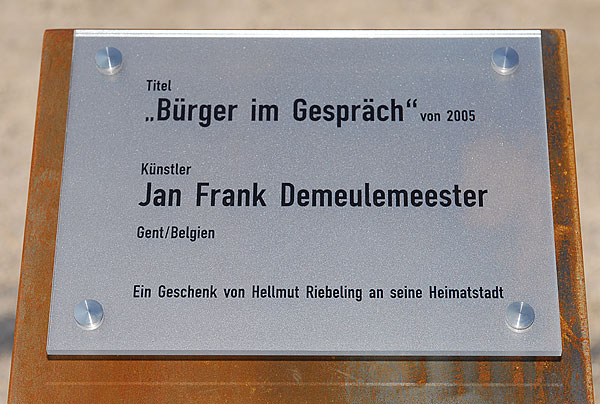 Titel
„Bürger im Gespräch“ von 2005
Künstler
Jan Frank Demeulemeester
Gent/Belgien
Ein Geschenk von Hellmut Riebeling an seine Heimatstadt